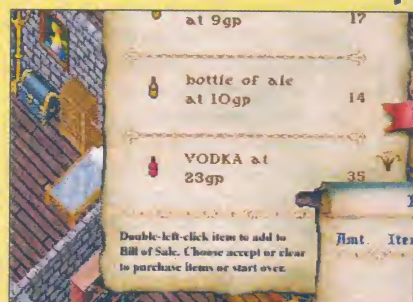 at 9gp 17
bottle of ale
at 10gp 14
VODKA at
23gp 35
Double-left-click item to add to
Bill of Sale. Choose accept or clear
to purchase items or start over.
Amt. Item